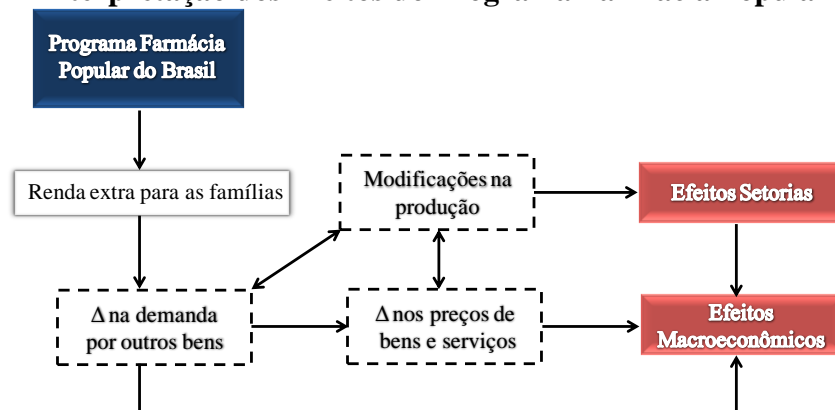 Programa Farmácia
Popular do Brasil
Renda extra para as famílias
Modificações na
produção
Efeitos Setorias
Δ na demanda
por outros bens
Δ nos preços de
bens e serviços
Efeitos
Macroeconômicos